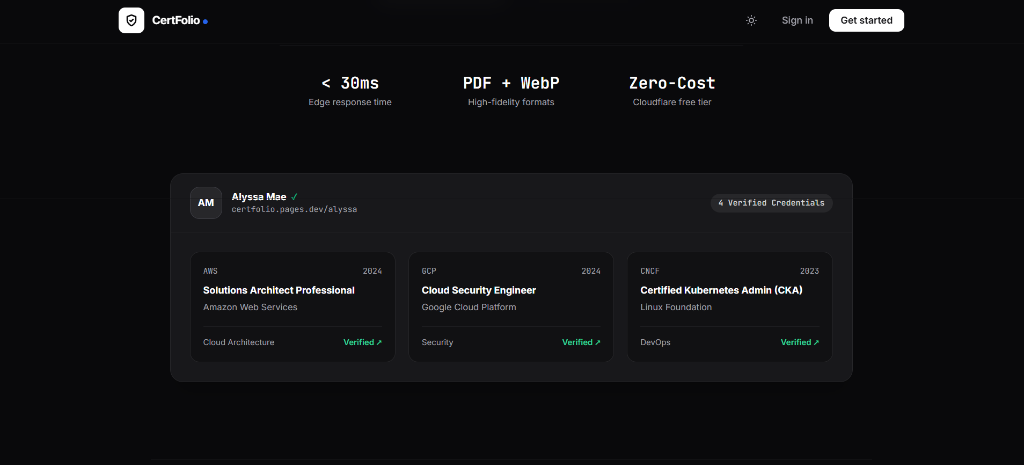 CertFolio
Sign in
Get started
< 30ms
PDF + WebP
Zero-Cost
Edge response time
High-fidelity formats
Cloudflare free tier
AM
Alyssa Mae ✓
certfolio.pages.dev/alyssa
4 Verified Credentials
AWS
2024
Solutions Architect Professional
Amazon Web Services
Cloud Architecture
Verified ↗
GCP
2024
Cloud Security Engineer
Google Cloud Platform
Security
Verified ↗
CNCF
2023
Certified Kubernetes Admin (CKA)
Linux Foundation
DevOps
Verified ↗